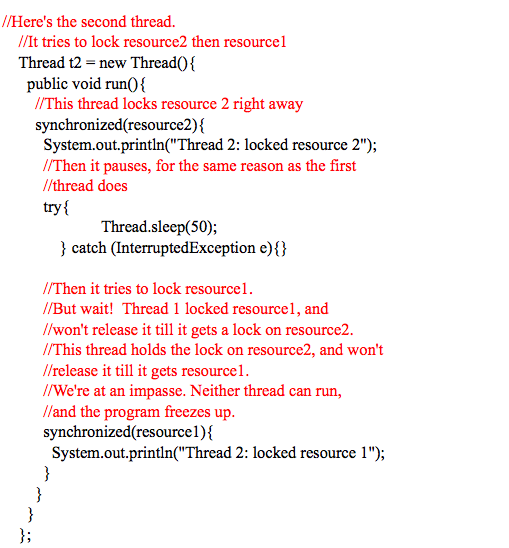 //Here's the second thread.
//It tries to lock resource2 then resource1
Thread t2 = new Thread(){
public void run(){
//This thread locks resource 2 right away
synchronized(resource2){
System.out.println("Thread 2: locked resource 2");
//Then it pauses, for the same reason as the first
//thread does
try{
Thread.sleep(50);
} catch (InterruptedException e){}
//Then it tries to lock resource1.
//But wait!  Thread 1 locked resource1, and
//won't release it till it gets a lock on resource2.
//This thread holds the lock on resource2, and won't
//release it till it gets resource1.
//We're at an impasse. Neither thread can run,
//and the program freezes up.
synchronized(resource1){
System.out.println("Thread 2: locked resource 1");
}
}
}
};